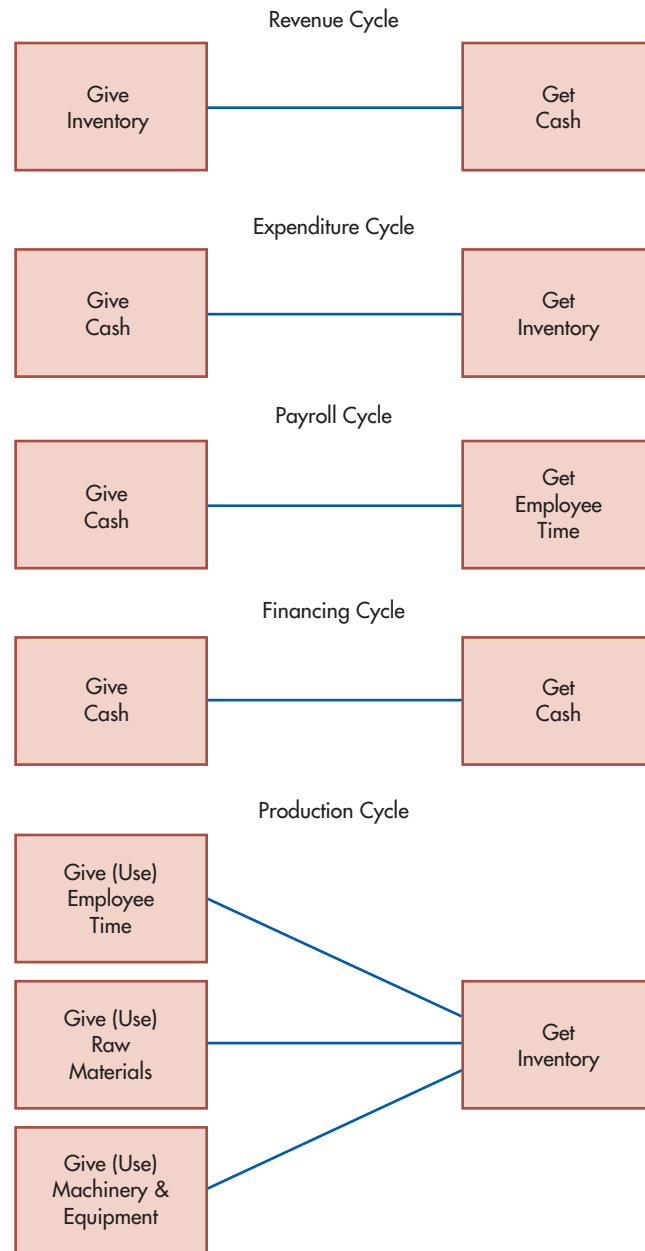 Revenue Cycle
Give
Inventory
Get
Cash
Expenditure Cycle
Give
Cash
Get
Inventory
Payroll Cycle
Give
Cash
Get
Employee
Time
Financing Cycle
Give
Cash
Get
Cash
Production Cycle
Give (Use)
Employee
Time
Give (Use)
Raw
Materials
Get
Inventory
Give (Use)
Machinery &
Equipment